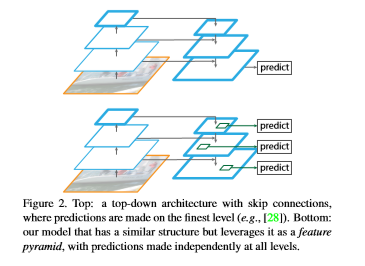 predict
predict
predict
predict
Figure 2. Top: a top-down architecture with skip connections,
where predictions are made on the finest level (e.g., [28]). Bottom:
our model that has a similar structure but leverages it as a feature
pyramid, with predictions made independently at all levels.